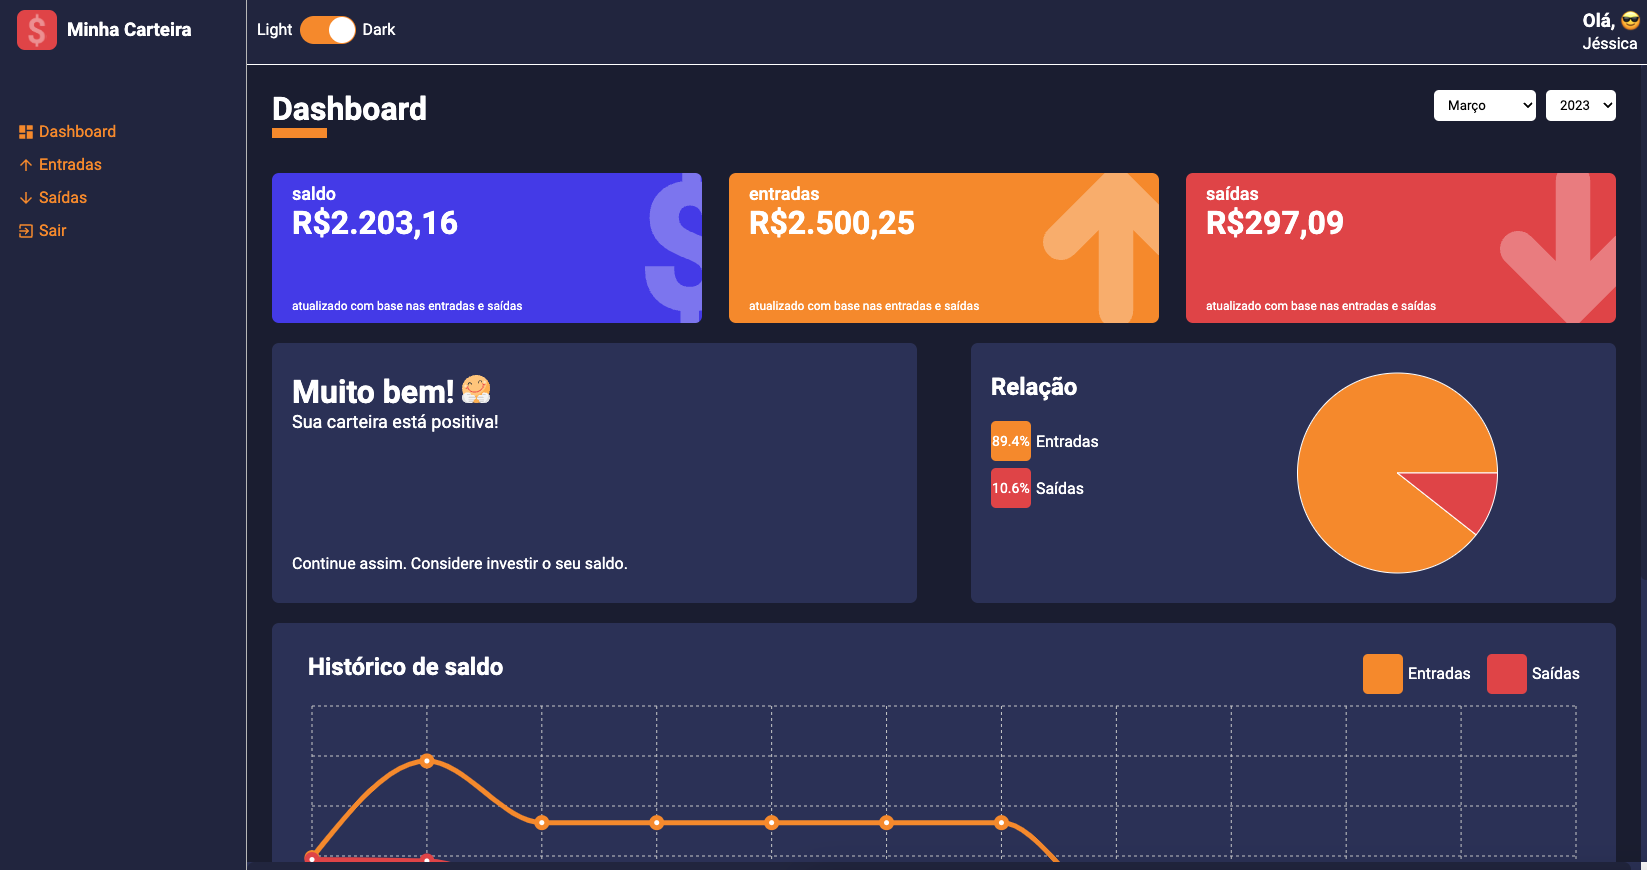 Minha Carteira
Light Dark
Olá, 😎
Jéssica
Dashboard
Entradas
Saídas
Sair
Dashboard
Março
2023
saldo
R$2.203,16
atualizado com base nas entradas e saídas
entradas
R$2.500,25
atualizado com base nas entradas e saídas
saídas
R$297,09
atualizado com base nas entradas e saídas
Muito bem! 🤗
Sua carteira está positiva!
Continue assim. Considere investir o seu saldo.
Relação
89.4% Entradas
10.6% Saídas
Histórico de saldo
Entradas
Saídas